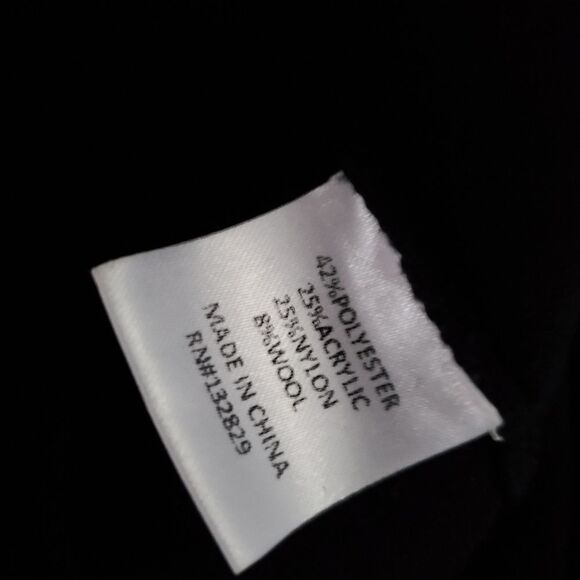 42%POLYESTER
25%ACRYLIC
25%NYLON
8%WOOL
MADE IN CHINA
RN#132829